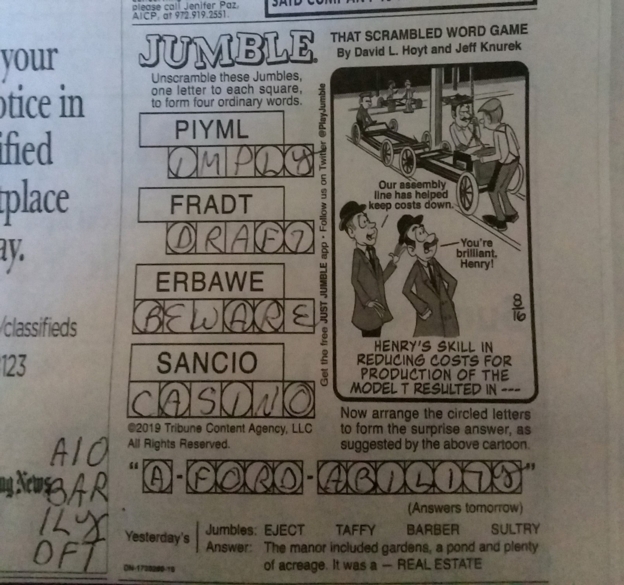 please call Jeniter Paz,
AICP, at 972.919.2551.
your
otice in
ified
tplace
ay.
/classifieds
123
ng News
AIO
BAR
ILY
DFT
JUMBLE
THAT SCRAMBLED WORD GAME
By David L. Hoyt and Jeff Knurek
Unscramble these Jumbles,
one letter to each square,
to form four ordinary words.
PIYML
IMPLY
FRADT
DRAFT
ERBAWE
BEWARE
SANCIO
CASINO
©2019 Tribune Content Agency, LLC
All Rights Reserved.
Get the free JUST JUMBLE app • Follow us on Twitter @PlayJumble
Our assembly
line has helped
keep costs down.
You're
brilliant,
Henry!
8/16
HENRY'S SKILL IN
REDUCING COSTS FOR
PRODUCTION OF THE
MODEL T RESULTED IN ---
Now arrange the circled letters
to form the surprise answer, as
suggested by the above cartoon.
"A-FORD-ABILITY"
(Answers tomorrow)
Yesterday's
Jumbles: EJECT TAFFY BARBER SULTRY
Answer: The manor included gardens, a pond and plenty
of acreage. It was a — REAL ESTATE